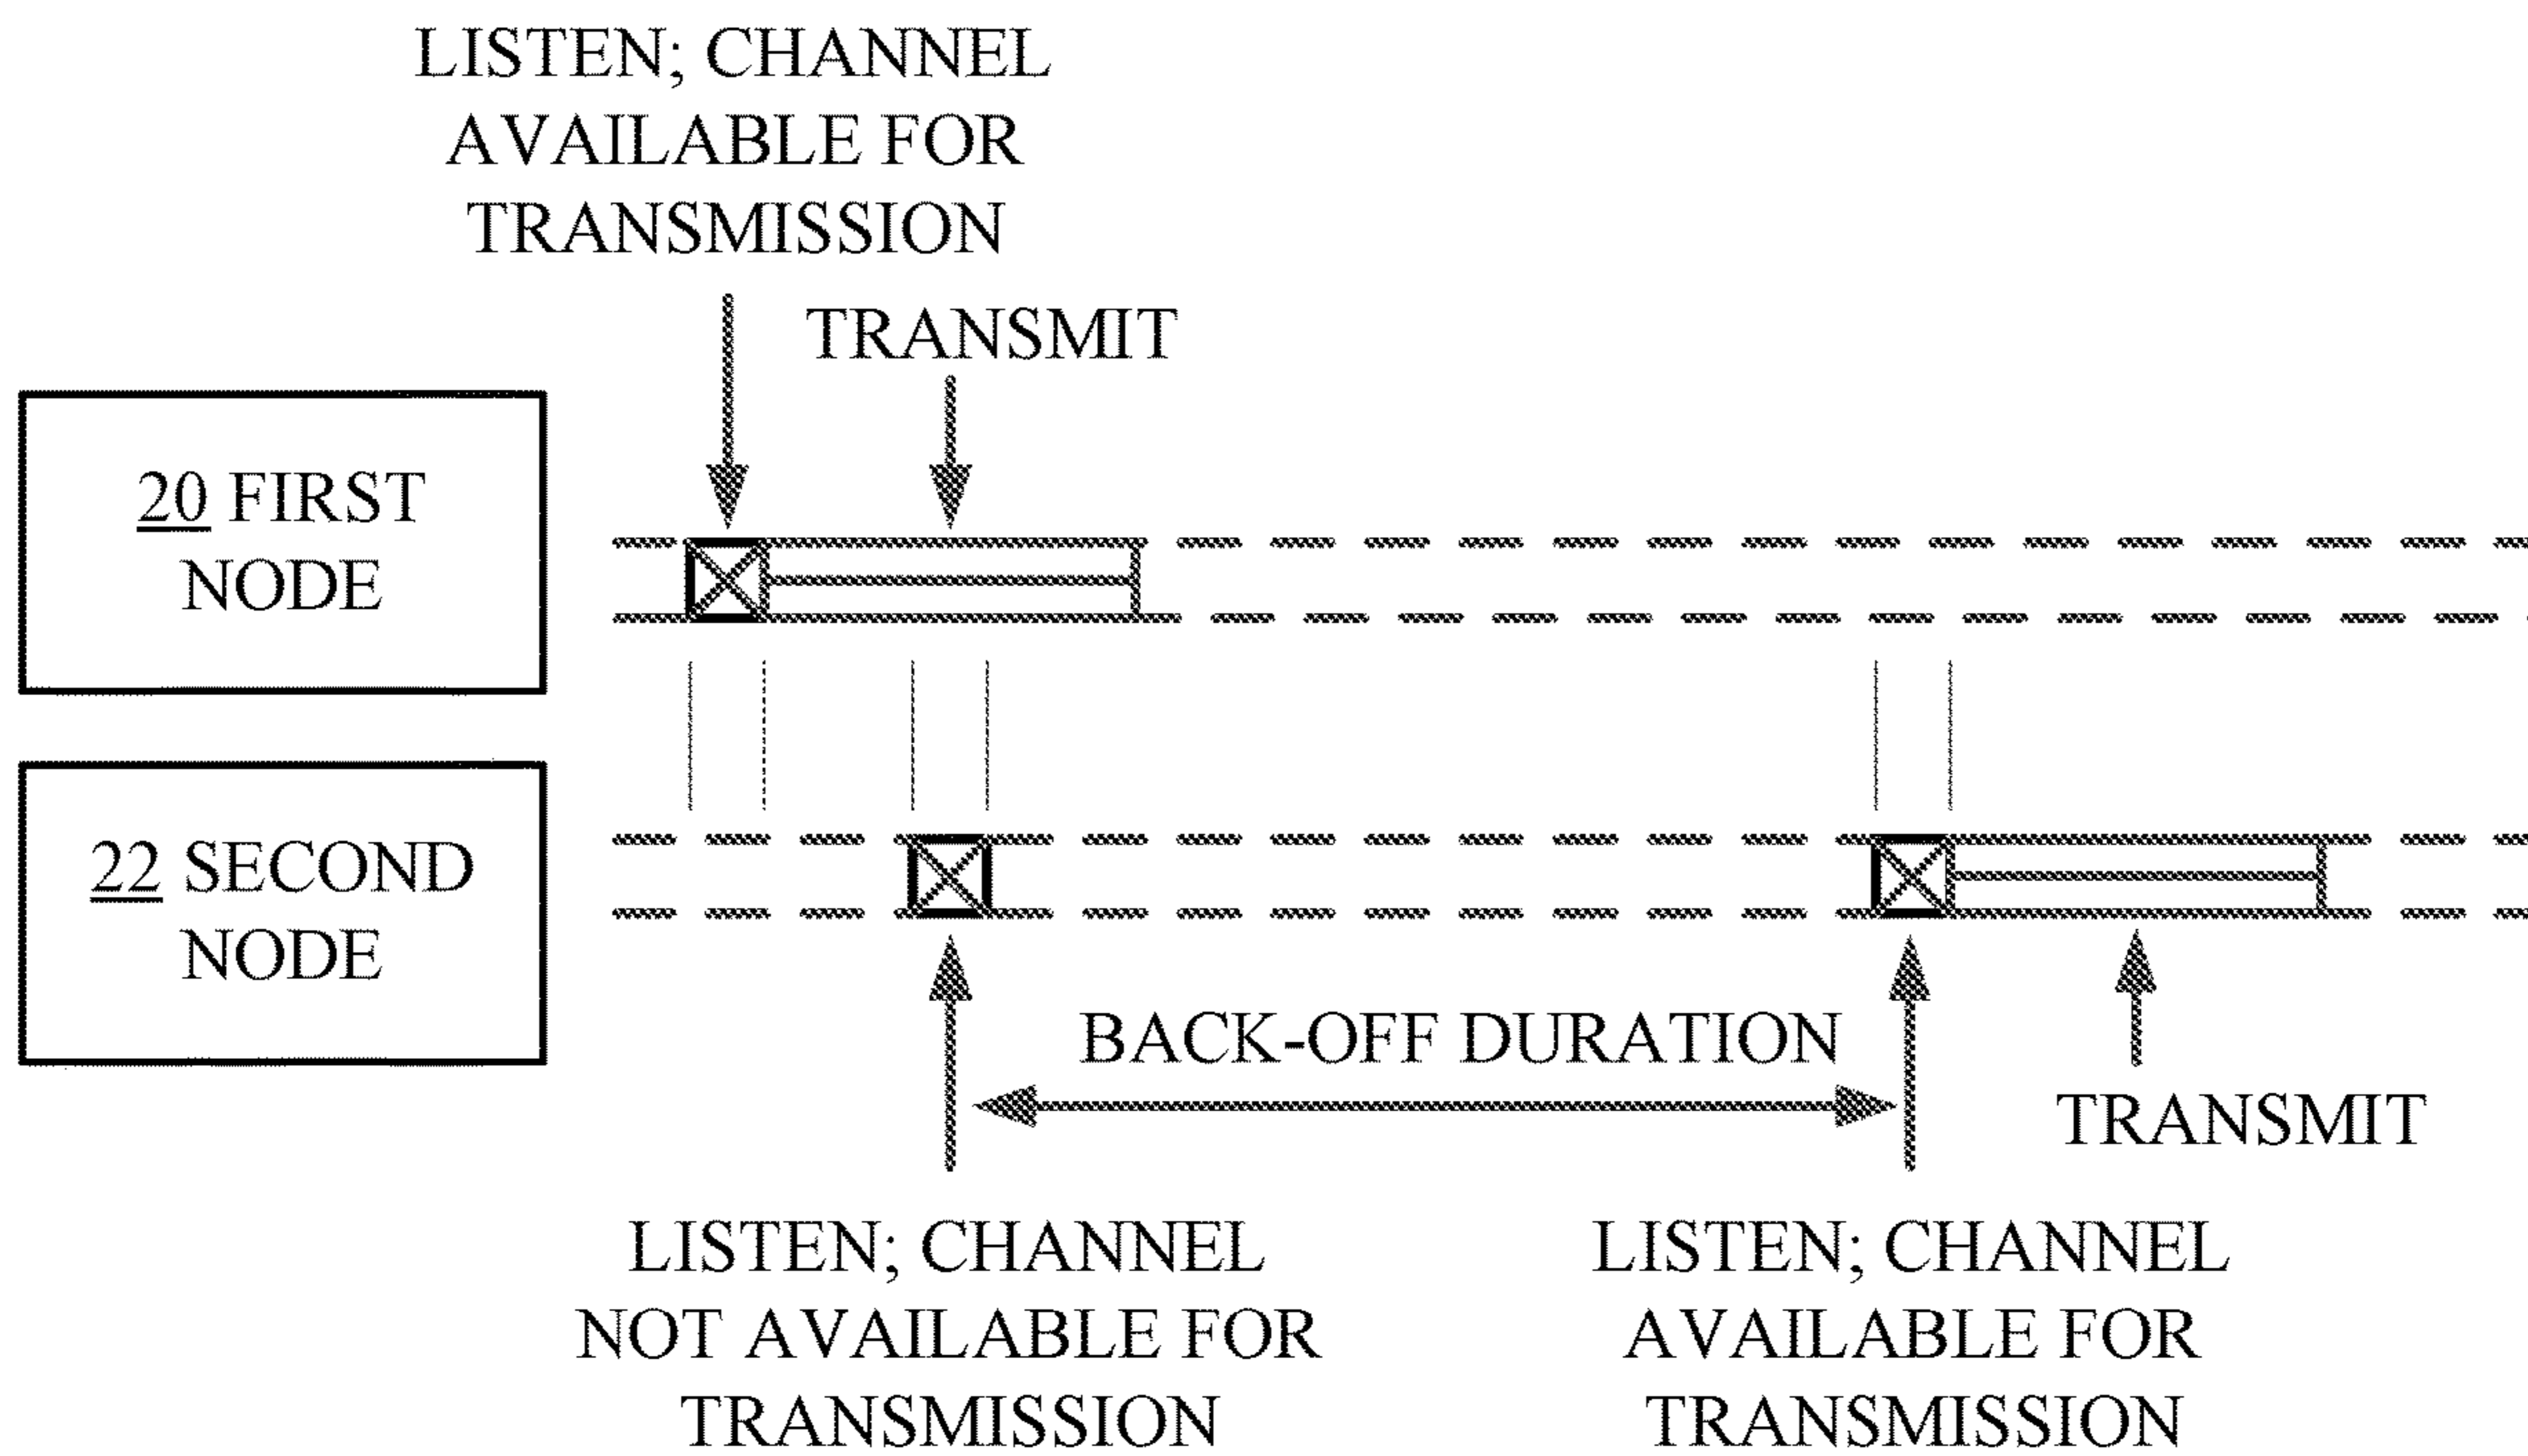 LISTEN; CHANNEL
AVAILABLE FOR
TRANSMISSION
TRANSMIT
20 FIRST
NODE
22 SECOND
NODE
BACK-OFF DURATION
TRANSMIT
LISTEN; CHANNEL
NOT AVAILABLE FOR
TRANSMISSION
LISTEN; CHANNEL
AVAILABLE FOR
TRANSMISSION